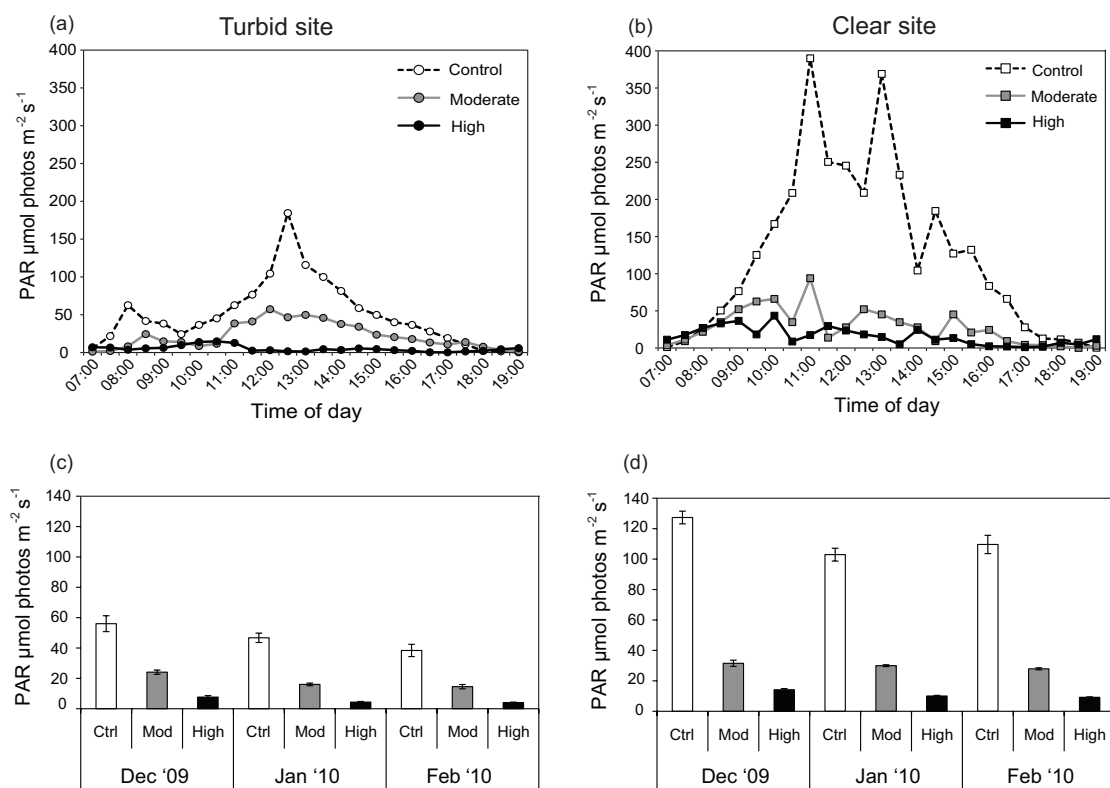 (a) Turbid site
PAR µmol photos m-2 s-1
400
350
300
250
200
150
100
50
0
Control
Moderate
High
07:00 08:00 09:00 10:00 11:00 12:00 13:00 14:00 15:00 16:00 17:00 18:00 19:00
Time of day
(b) Clear site
PAR µmol photos m-2 s-1
400
350
300
250
200
150
100
50
0
Control
Moderate
High
07:00 08:00 09:00 10:00 11:00 12:00 13:00 14:00 15:00 16:00 17:00 18:00 19:00
Time of day
(c)
PAR µmol photos m-2 s-1
140
120
100
80
60
40
20
0
Ctrl Mod High Ctrl Mod High Ctrl Mod High
Dec ‘09 Jan ‘10 Feb ‘10
(d)
PAR µmol photos m-2 s-1
140
120
100
80
60
40
20
0
Ctrl Mod High Ctrl Mod High Ctrl Mod High
Dec ‘09 Jan ‘10 Feb ‘10